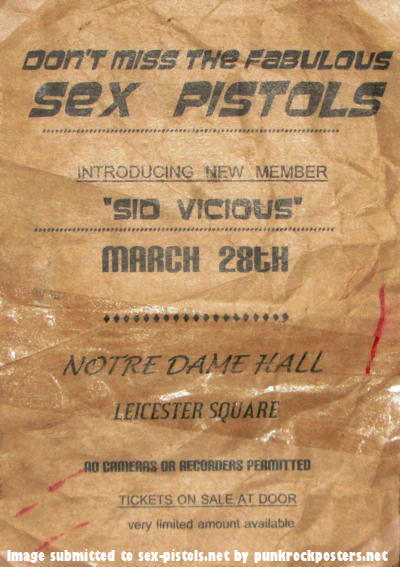 DON'T MISS THE FABULOUS
SEX PISTOLS
INTRODUCING NEW MEMBER
"SID VICIOUS"
MARCH 28tH
NOTRE DAME HALL
LEICESTER SQUARE
NO CAMERAS OR RECORDERS PERMITTED
TICKETS ON SALE AT DOOR
very limited amount available
Image submitted to sex-pistols.net by punkrockposters.net